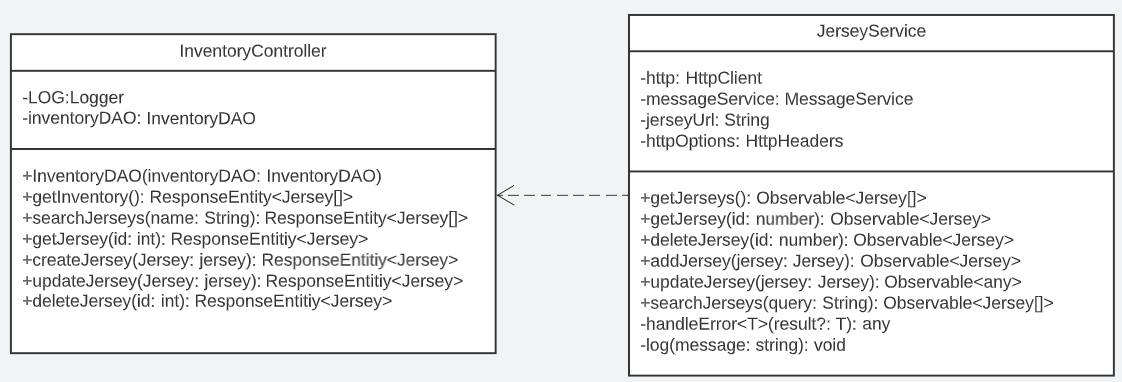 InventoryController
-LOG:Logger
-inventoryDAO: InventoryDAO
+InventoryDAO(inventoryDAO: InventoryDAO)
+getInventory(): ResponseEntity<Jersey[]>
+searchJerseys(name: String): ResponseEntity<Jersey[]>
+getJersey(id: int): ResponseEntitiy<Jersey>
+createJersey(Jersey: jersey): ResponseEntitiy<Jersey>
+updateJersey(Jersey: jersey): ResponseEntitiy<Jersey>
+deleteJersey(id: int): ResponseEntitiy<Jersey>
JerseyService
-http: HttpClient
-messageService: MessageService
-jerseyUrl: String
-httpOptions: HttpHeaders
+getJerseys(): Observable<Jersey[]>
+getJersey(id: number): Observable<Jersey>
+deleteJersey(id: number): Observable<Jersey>
+addJersey(jersey: Jersey): Observable<Jersey>
+updateJersey(jersey: Jersey): Observable<any>
+searchJerseys(query: String): Observable<Jersey[]>
-handleError<T>(result?: T): any
-log(message: string): void